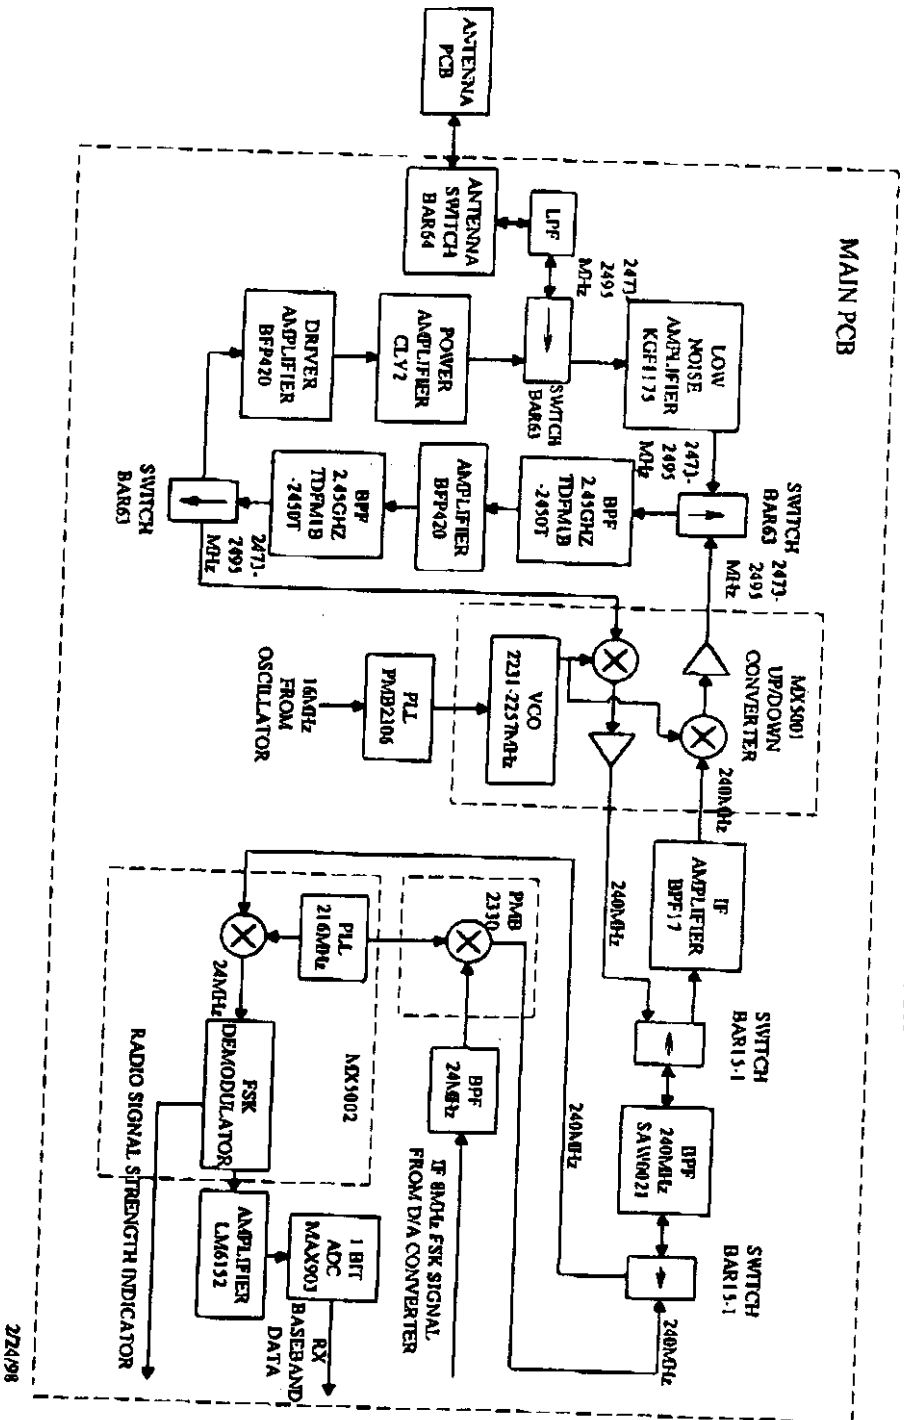 MAIN PCB
ANTENNA
PCB
ANTENNA
SWITCH
BAR64
LPF
2473-
2495
MHz
SWITCH
BAR63
LOW
NOISE
AMPLIFIER
KGF1175
DRIVER
AMPLIFIER
BFP420
POWER
AMPLIFIER
CLY2
2473-
2495
MHz
SWITCH
BAR63
2473-
2495
MHz
BPF
2.45GHZ
TDFM1B
-2450T
AMPLIFIER
BFP420
BPF
2.45GHZ
TDFM1B
-2450T
SWITCH
BAR63
2473-
2495
MHz
MX5001
UP/DOWN
CONVERTER
VCO
2231-2257MHz
PLL
PMB2306
16MHz
FROM
OSCILLATOR
240MHz
240MHz
IF
AMPLIFIER
BPF17
SWITCH
BAR15-1
BPF
240MHz
SAW0021
SWITCH
BAR15-1
240MHz
240MHz
PMB
2330
BPF
24MHz
IF 8MHz FSK SIGNAL
FROM D/A CONVERTER
PLL
216MHz
24MHz
MX5002
FSK
DEMODULATOR
RADIO SIGNAL STRENGTH INDICATOR
AMPLIFIER
LM6152
1 BIT
ADC
MAX903
RX
BASEBAND
DATA
2/24/98